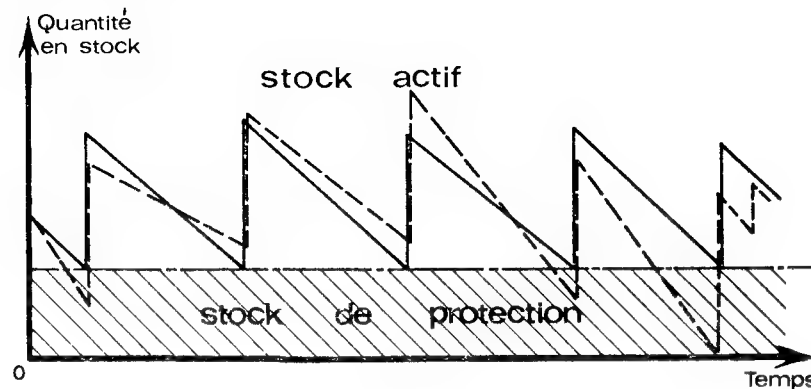 Quantité
en stock
stock actif
stock de protection
0
Temps